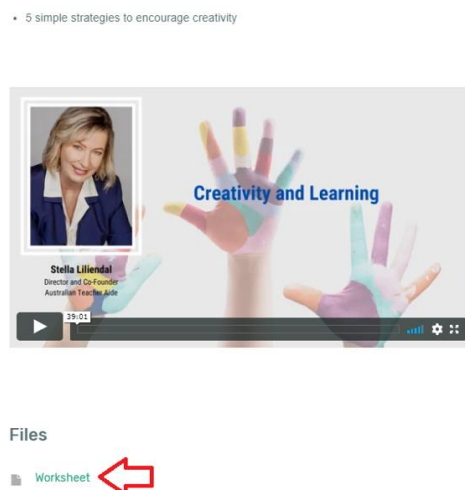 • 5 simple strategies to encourage creativity
Creativity and Learning
Stella Liliendal
Director and Co-Founder
Australian Teacher Aide
39:01
Files
Worksheet